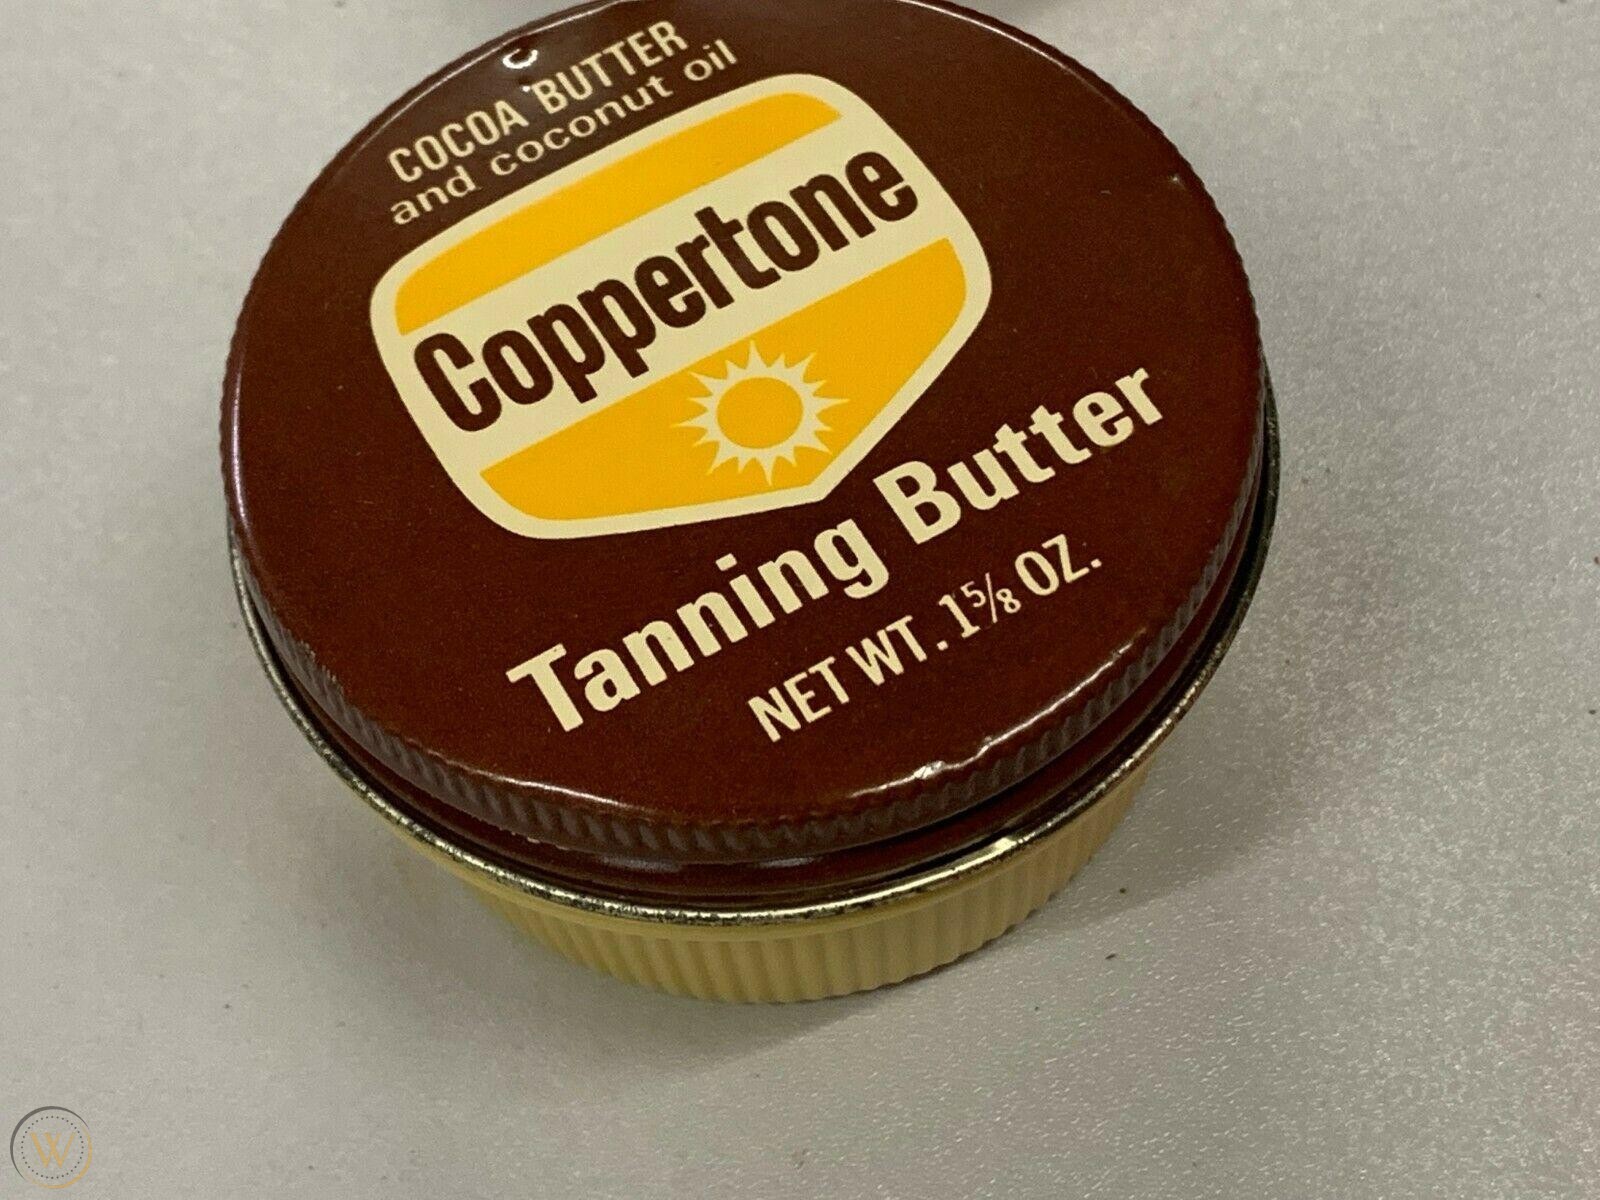 COCOA BUTTER
and coconut oil
Coppertone
Tanning Butter
NET WT. 1⅝ OZ.
W